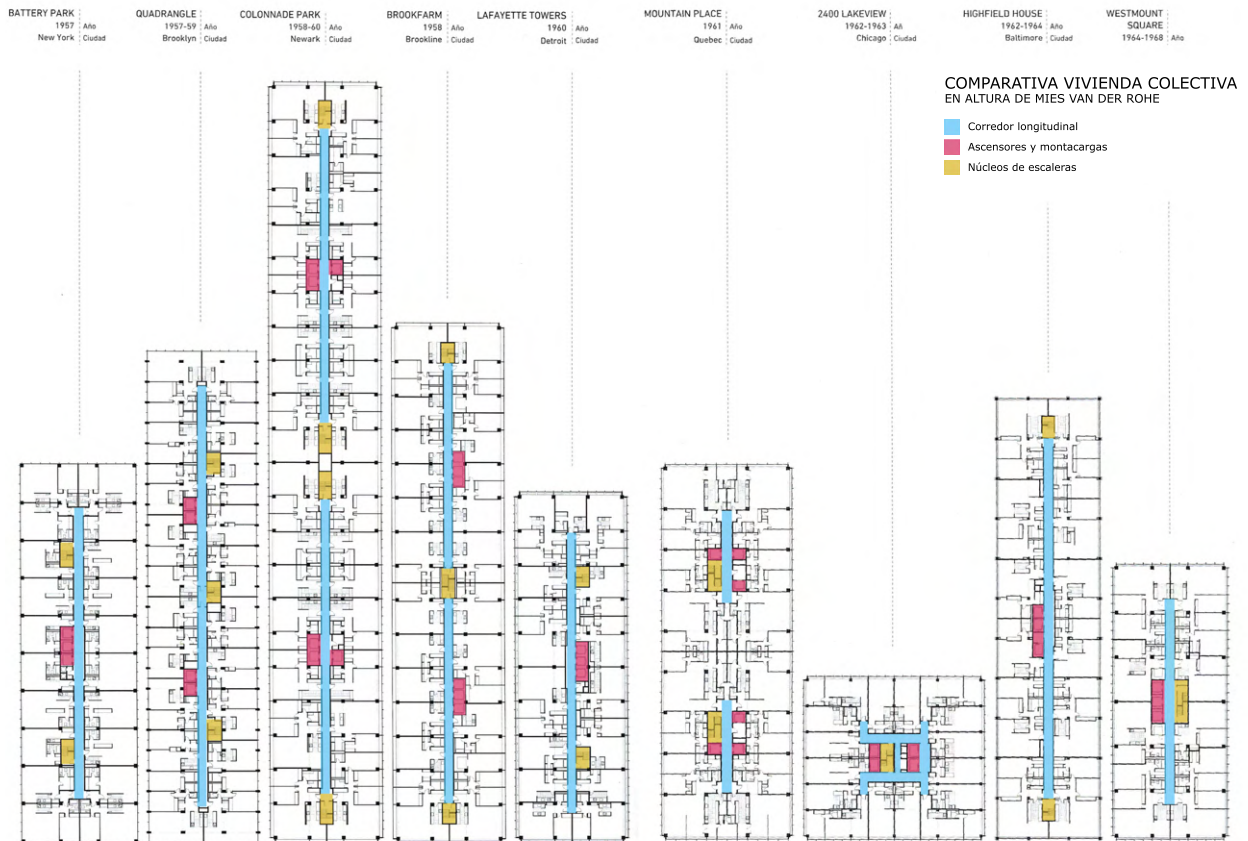 BATTERY PARK
1957 Año
New York Ciudad
QUADRANGLE
1957-59 Año
Brooklyn Ciudad
COLONNADE PARK
1958-60 Año
Newark Ciudad
BROOKFARM
1958 Año
Brookline Ciudad
LAFAYETTE TOWERS
1960 Año
Detroit Ciudad
MOUNTAIN PLACE
1961 Año
Quebec Ciudad
2400 LAKEVIEW
1962-1963 Añ
Chicago Ciudad
HIGHFIELD HOUSE
1962-1964 Año
Baltimore Ciudad
WESTMOUNT
SQUARE
1964-1968 Año
COMPARATIVA VIVIENDA COLECTIVA
EN ALTURA DE MIES VAN DER ROHE
Corredor longitudinal
Ascensores y montacargas
Núcleos de escaleras